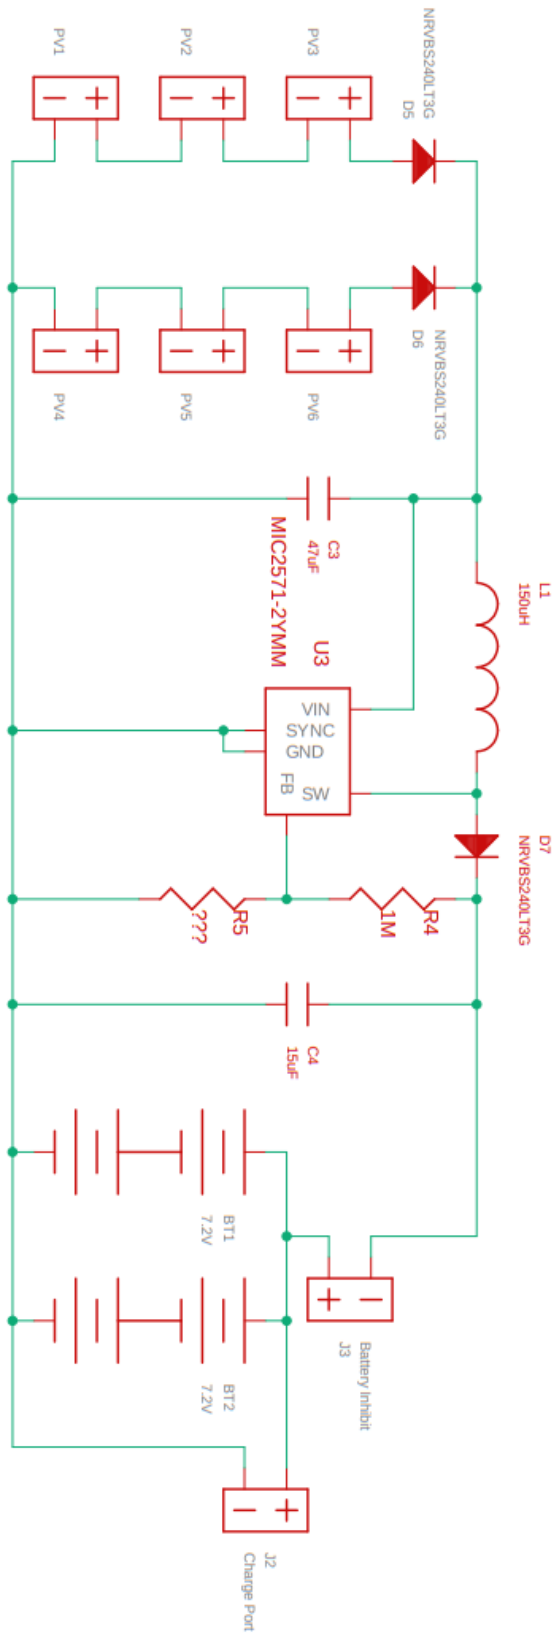 PV1
PV2
PV3
NRVBS240LT3G
D5
PV4
PV5
PV6
D6
NRVBS240LT3G
C3
47uF
MIC2571-2YMM
U3
L1
150uH
VIN
SYNC
GND
FB
SW
D7
NRVBS240LT3G
R4
1M
R5
???
C4
15uF
BT1
7.2V
BT2
7.2V
Battery Inhibit
J3
J2
Charge Port